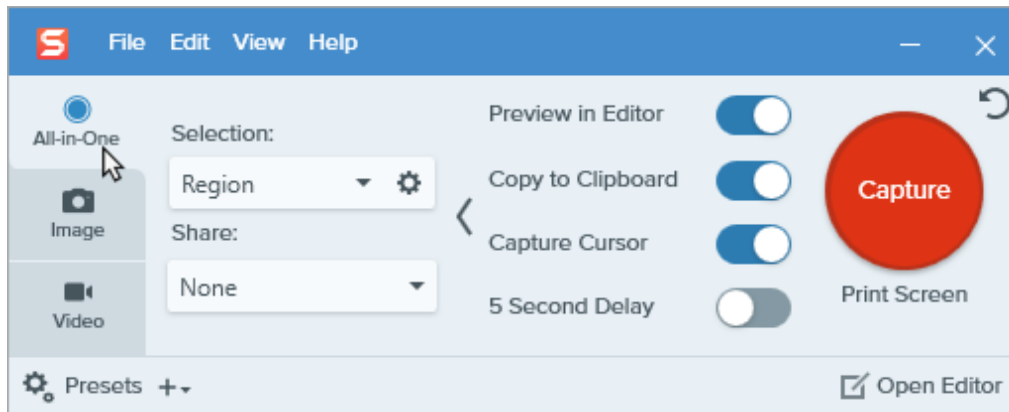 S File Edit View Help
All-in-One
Image
Video
Selection:
Region
Share:
None
Preview in Editor
Copy to Clipboard
Capture Cursor
5 Second Delay
Capture
Print Screen
Presets
Open Editor